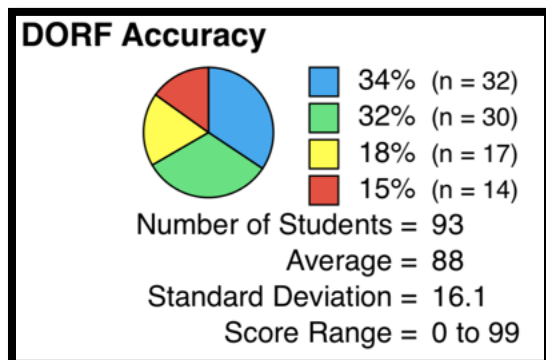 DORF Accuracy
34% (n = 32)
32% (n = 30)
18% (n = 17)
15% (n = 14)
Number of Students = 93
Average = 88
Standard Deviation = 16.1
Score Range = 0 to 99